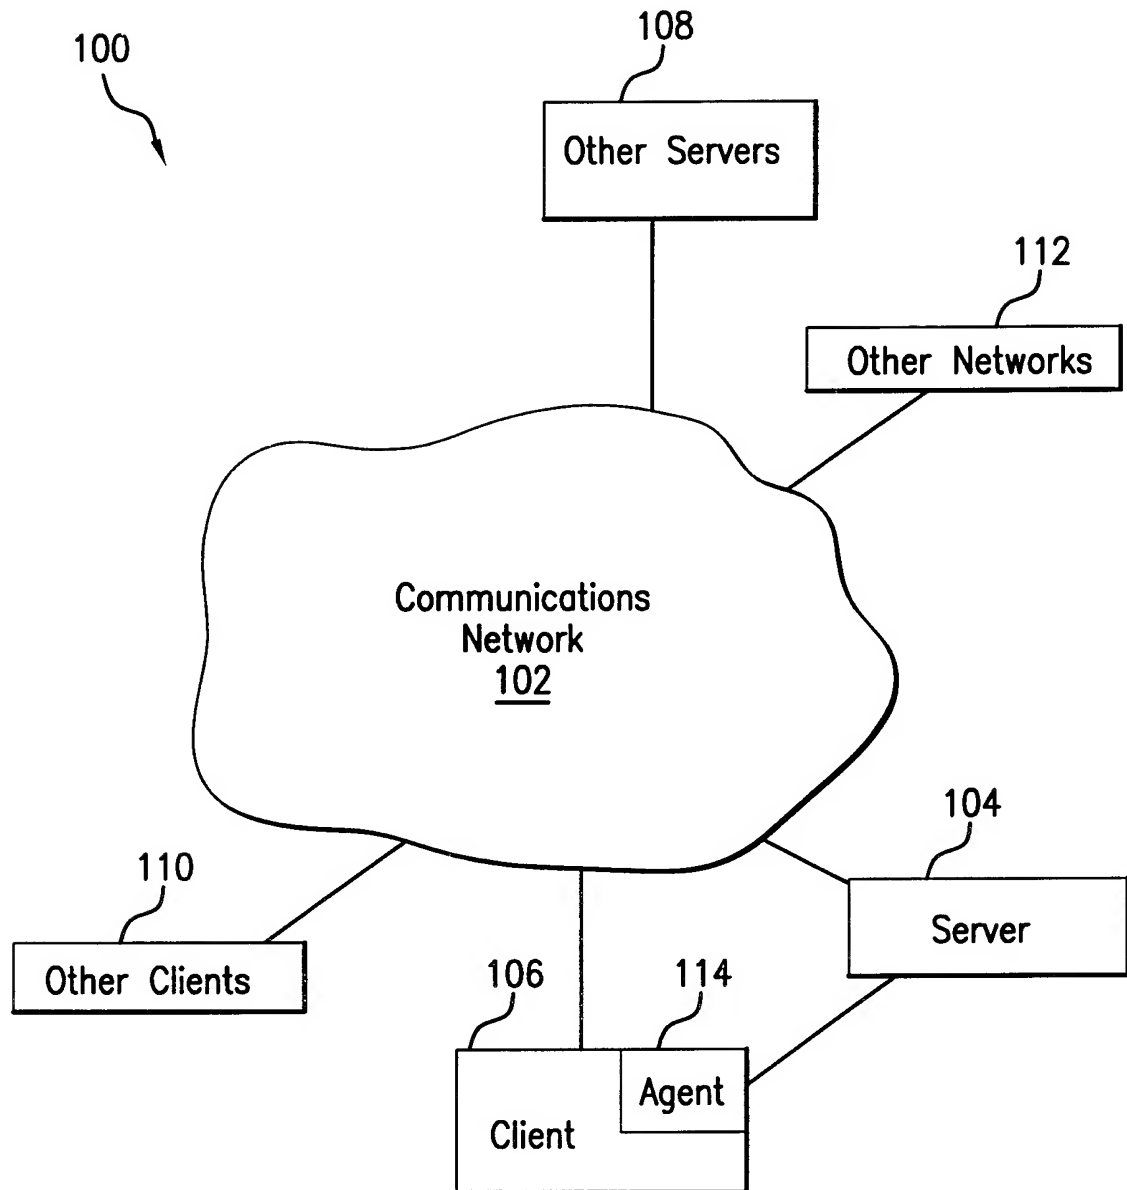 108
100
Other Servers
112
Other Networks
Communications
Network
102
104
110
Server
Other Clients
106
114
Agent
Client